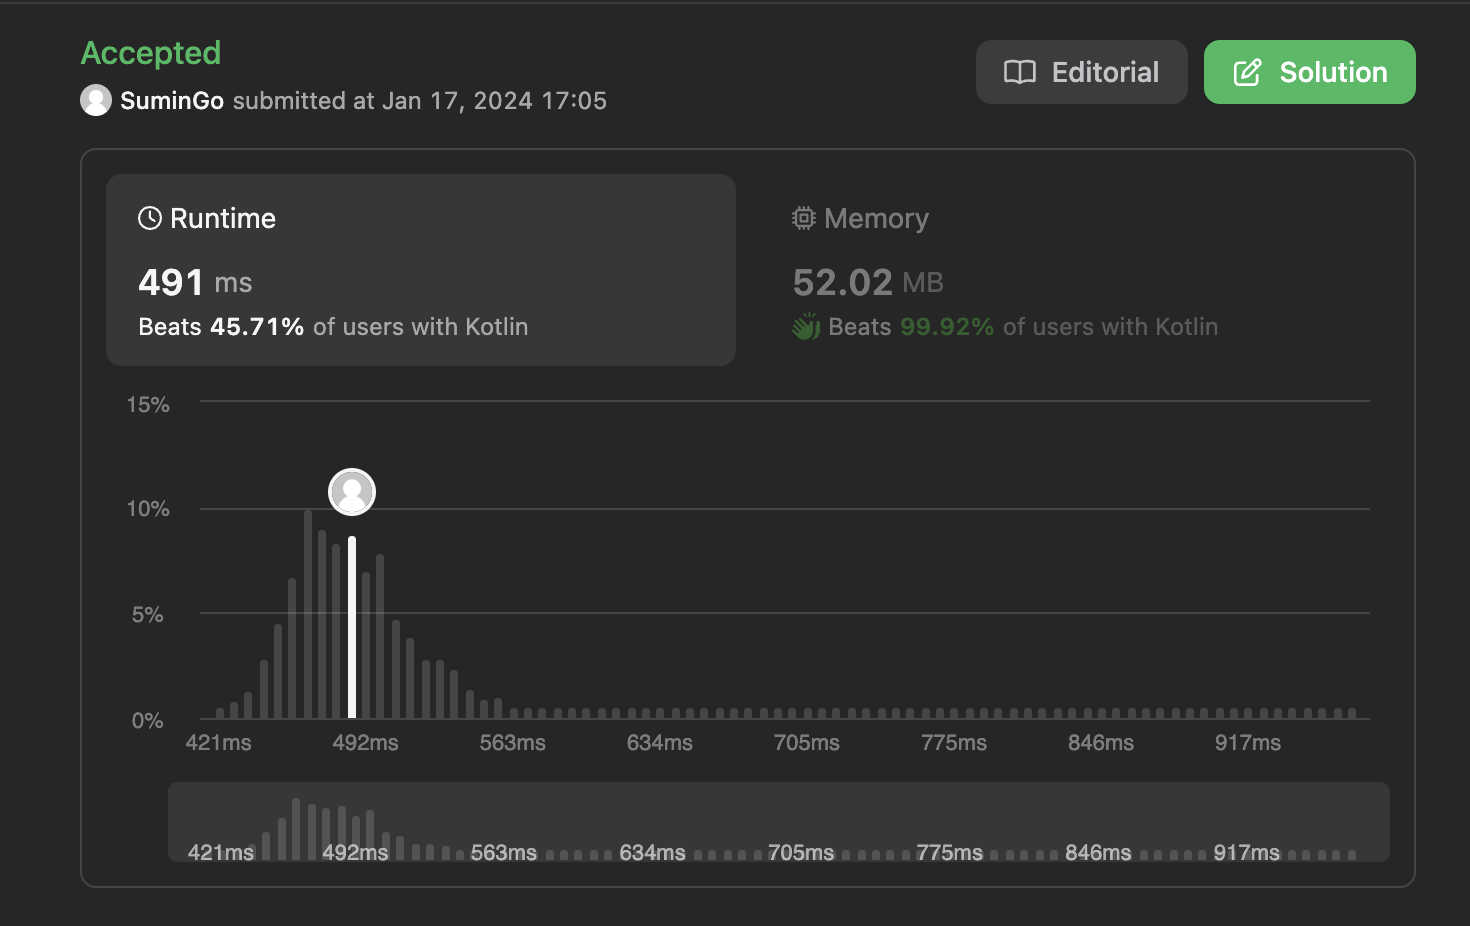 Accepted
SuminGo submitted at Jan 17, 2024 17:05
Editorial
Solution
Runtime
491 ms
Beats 45.71% of users with Kotlin
Memory
52.02 MB
Beats 99.92% of users with Kotlin
15%
10%
5%
0%
421ms 492ms 563ms 634ms 705ms 775ms 846ms 917ms
421ms 492ms 563ms 634ms 705ms 775ms 846ms 917ms